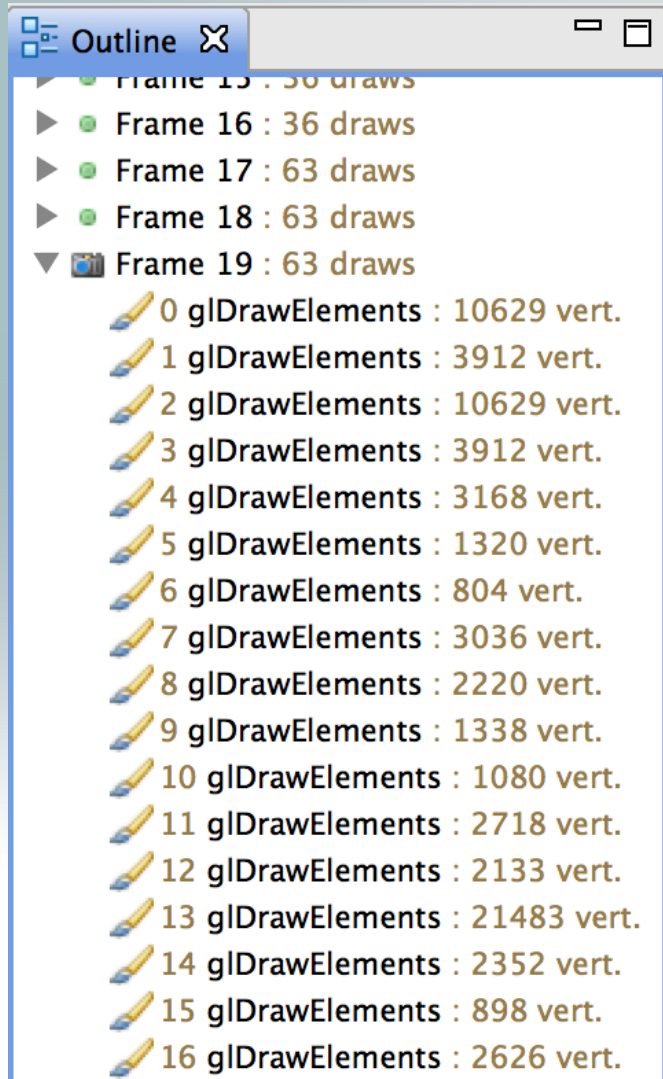 Outline
Frame 15 : 36 draws
Frame 16 : 36 draws
Frame 17 : 63 draws
Frame 18 : 63 draws
Frame 19 : 63 draws
0 glDrawElements : 10629 vert.
1 glDrawElements : 3912 vert.
2 glDrawElements : 10629 vert.
3 glDrawElements : 3912 vert.
4 glDrawElements : 3168 vert.
5 glDrawElements : 1320 vert.
6 glDrawElements : 804 vert.
7 glDrawElements : 3036 vert.
8 glDrawElements : 2220 vert.
9 glDrawElements : 1338 vert.
10 glDrawElements : 1080 vert.
11 glDrawElements : 2718 vert.
12 glDrawElements : 2133 vert.
13 glDrawElements : 21483 vert.
14 glDrawElements : 2352 vert.
15 glDrawElements : 898 vert.
16 glDrawElements : 2626 vert.